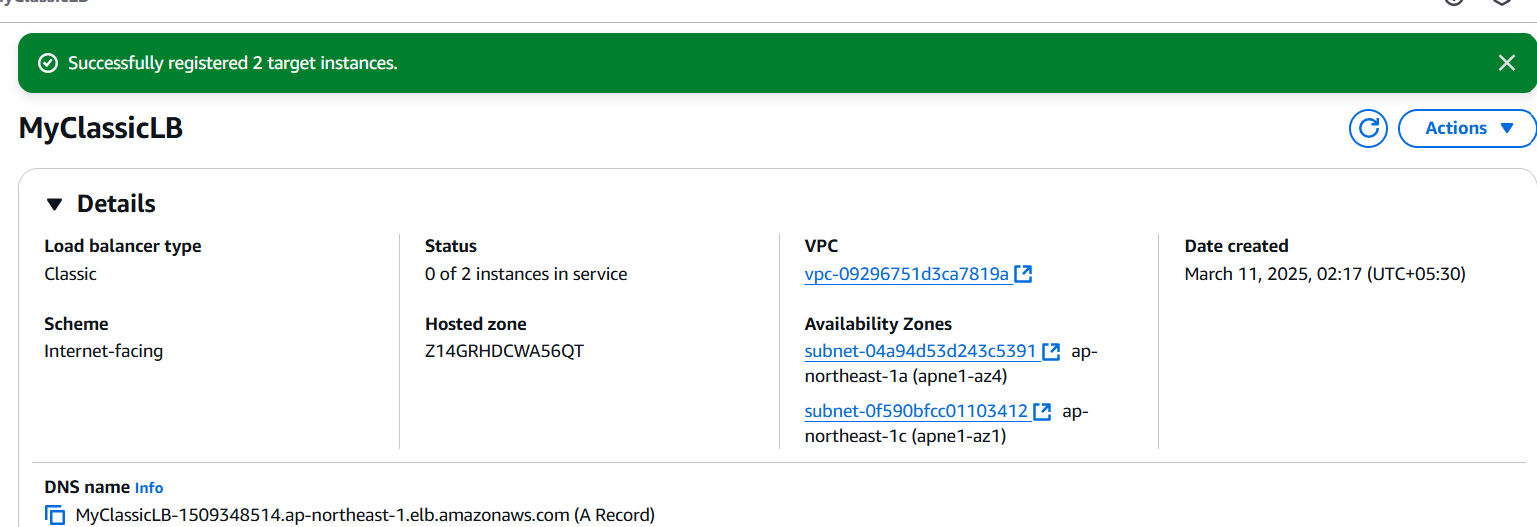 Successfully registered 2 target instances.
MyClassicLB
Actions
Details
Load balancer type
Classic
Status
0 of 2 instances in service
VPC
vpc-09296751d3ca7819a
Date created
March 11, 2025, 02:17 (UTC+05:30)
Scheme
Internet-facing
Hosted zone
Z14GRHDCWA56QT
Availability Zones
subnet-04a94d53d243c5391 ap-
northeast-1a (apne1-az4)
subnet-0f590bfcc01103412 ap-
northeast-1c (apne1-az1)
DNS name Info
MyClassicLB-1509348514.ap-northeast-1.elb.amazonaws.com (A Record)